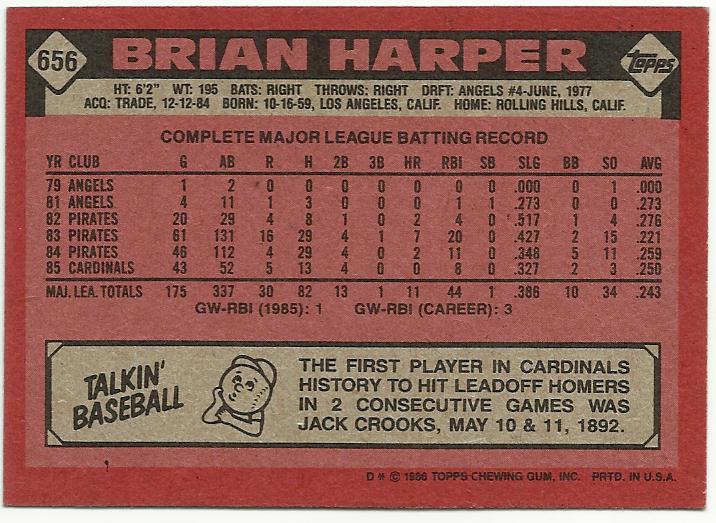 656 BRIAN HARPER TOPPS
HT: 6'2" WT: 195 BATS: RIGHT THROWS: RIGHT DRFT: ANGELS #4-JUNE, 1977
ACQ: TRADE, 12-12-84 BORN: 10-16-59, LOS ANGELES, CALIF. HOME: ROLLING HILLS, CALIF.
COMPLETE MAJOR LEAGUE BATTING RECORD
YR CLUB G AB R H 2B 3B HR RBI SB SLG BB SO AVG
79 ANGELS 1 2 0 0 0 0 0 0 0 .000 0 1 .000
81 ANGELS 4 11 1 3 0 0 0 1 1 .273 0 0 .273
82 PIRATES 20 29 4 8 1 0 2 4 0 .517 1 4 .276
83 PIRATES 61 131 16 29 4 1 7 20 0 .427 2 15 .221
84 PIRATES 46 112 4 29 4 0 2 11 0 .348 5 11 .259
85 CARDINALS 43 52 5 13 4 0 0 8 0 .327 2 3 .250
MAJ. LEA. TOTALS 175 337 30 82 13 1 11 44 1 .386 10 34 .243
GW-RBI (1985): 1 GW-RBI (CAREER): 3
TALKIN'
BASEBALL
THE FIRST PLAYER IN CARDINALS
HISTORY TO HIT LEADOFF HOMERS
IN 2 CONSECUTIVE GAMES WAS
JACK CROOKS, MAY 10 & 11, 1892.
D * © 1986 TOPPS CHEWING GUM, INC. PRTD. IN U.S.A.